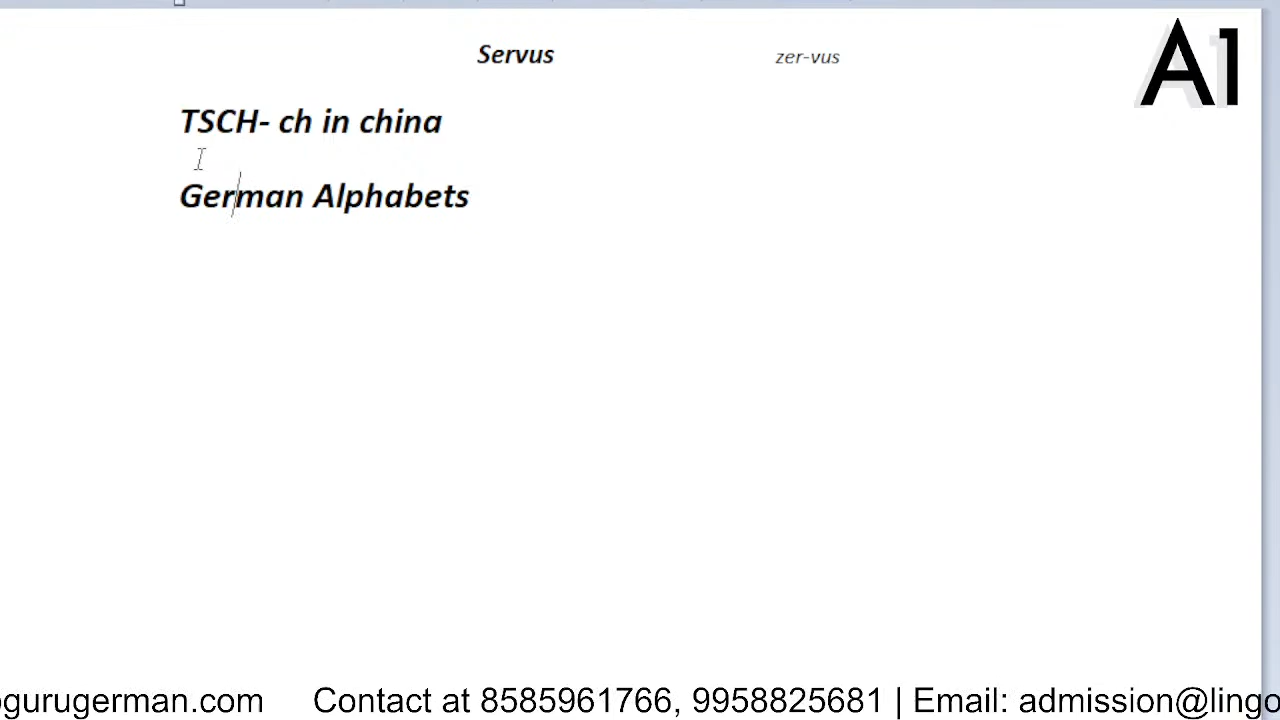 A1
Servus zer-vus
TSCH- ch in china
German Alphabets
gurugerman.com Contact at 8585961766, 9958825681 | Email: admission@lingo